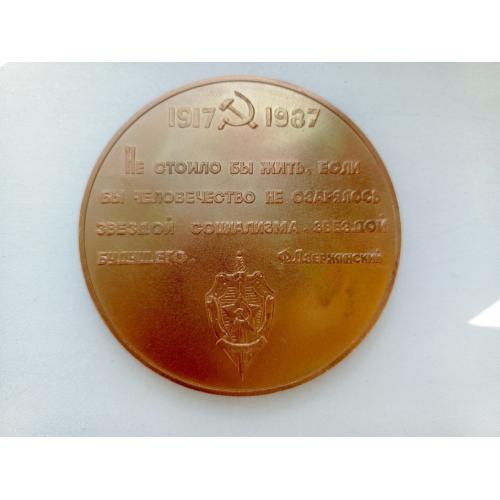 1917 1987
Не стоило бы жить, если
бы человечество не озарялось
звездой социализма, звездой
будущего. Ф.Дзержинский